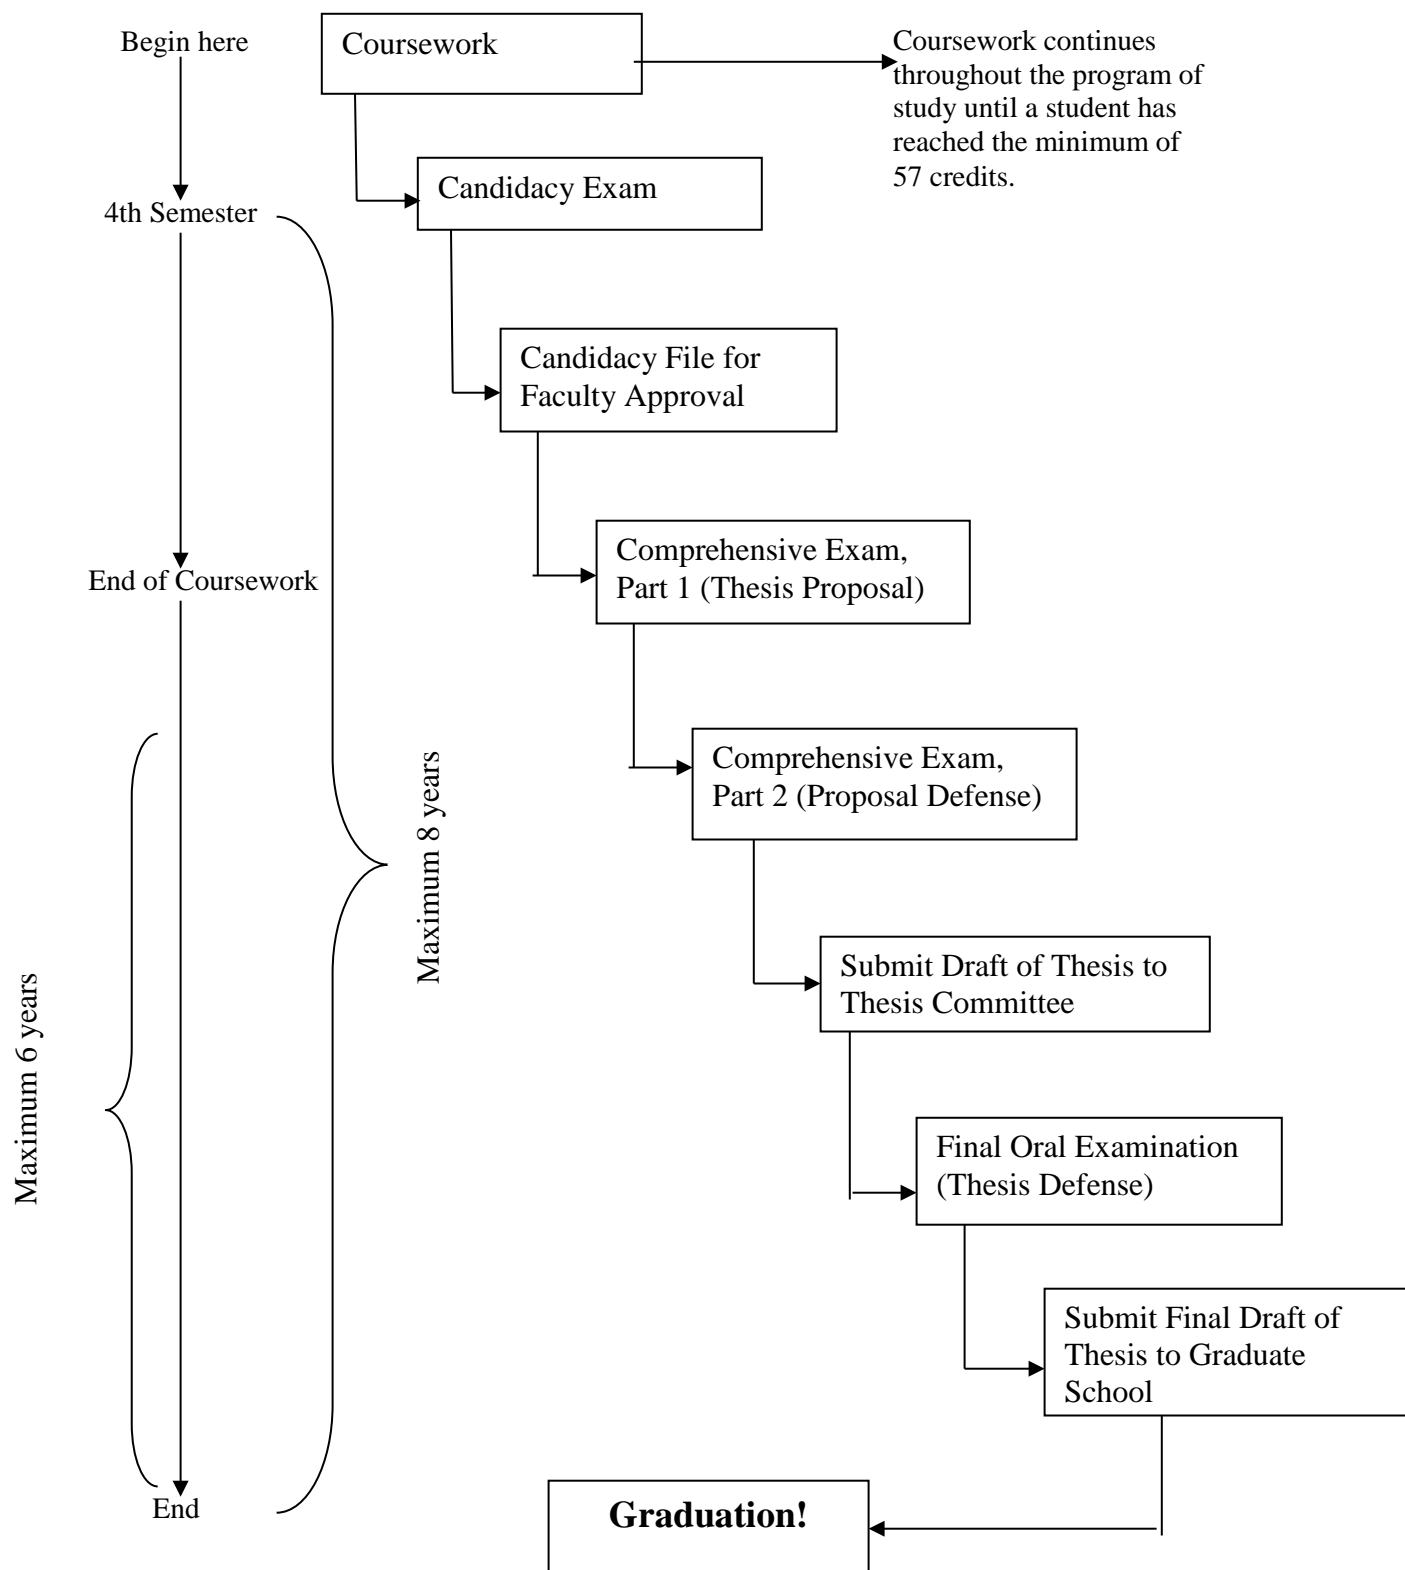 Begin here
Coursework
Coursework continues
throughout the program of
study until a student has
reached the minimum of
57 credits.
Candidacy Exam
4th Semester
Candidacy File for
Faculty Approval
Comprehensive Exam,
Part 1 (Thesis Proposal)
End of Coursework
Comprehensive Exam,
Part 2 (Proposal Defense)
Maximum 8 years
Submit Draft of Thesis to
Thesis Committee
Maximum 6 years
Final Oral Examination
(Thesis Defense)
Submit Final Draft of
Thesis to Graduate
School
End
Graduation!